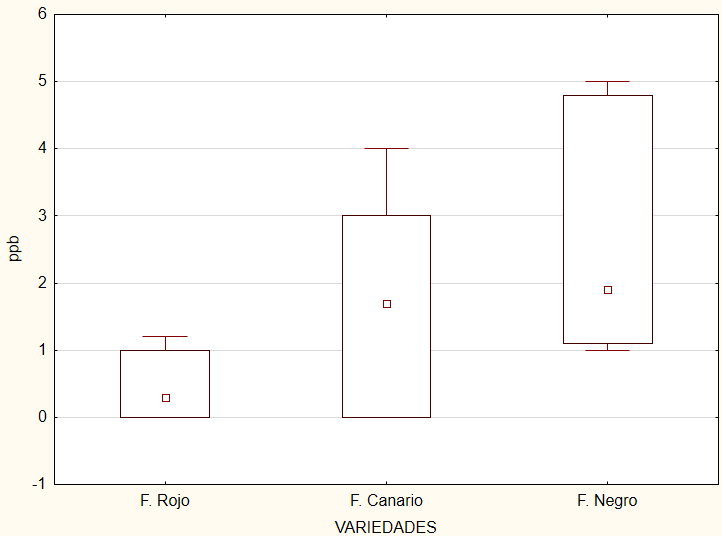 6
5
4
3
2
1
0
-1
ppb
F. Rojo
F. Canario
F. Negro
VARIEDADES